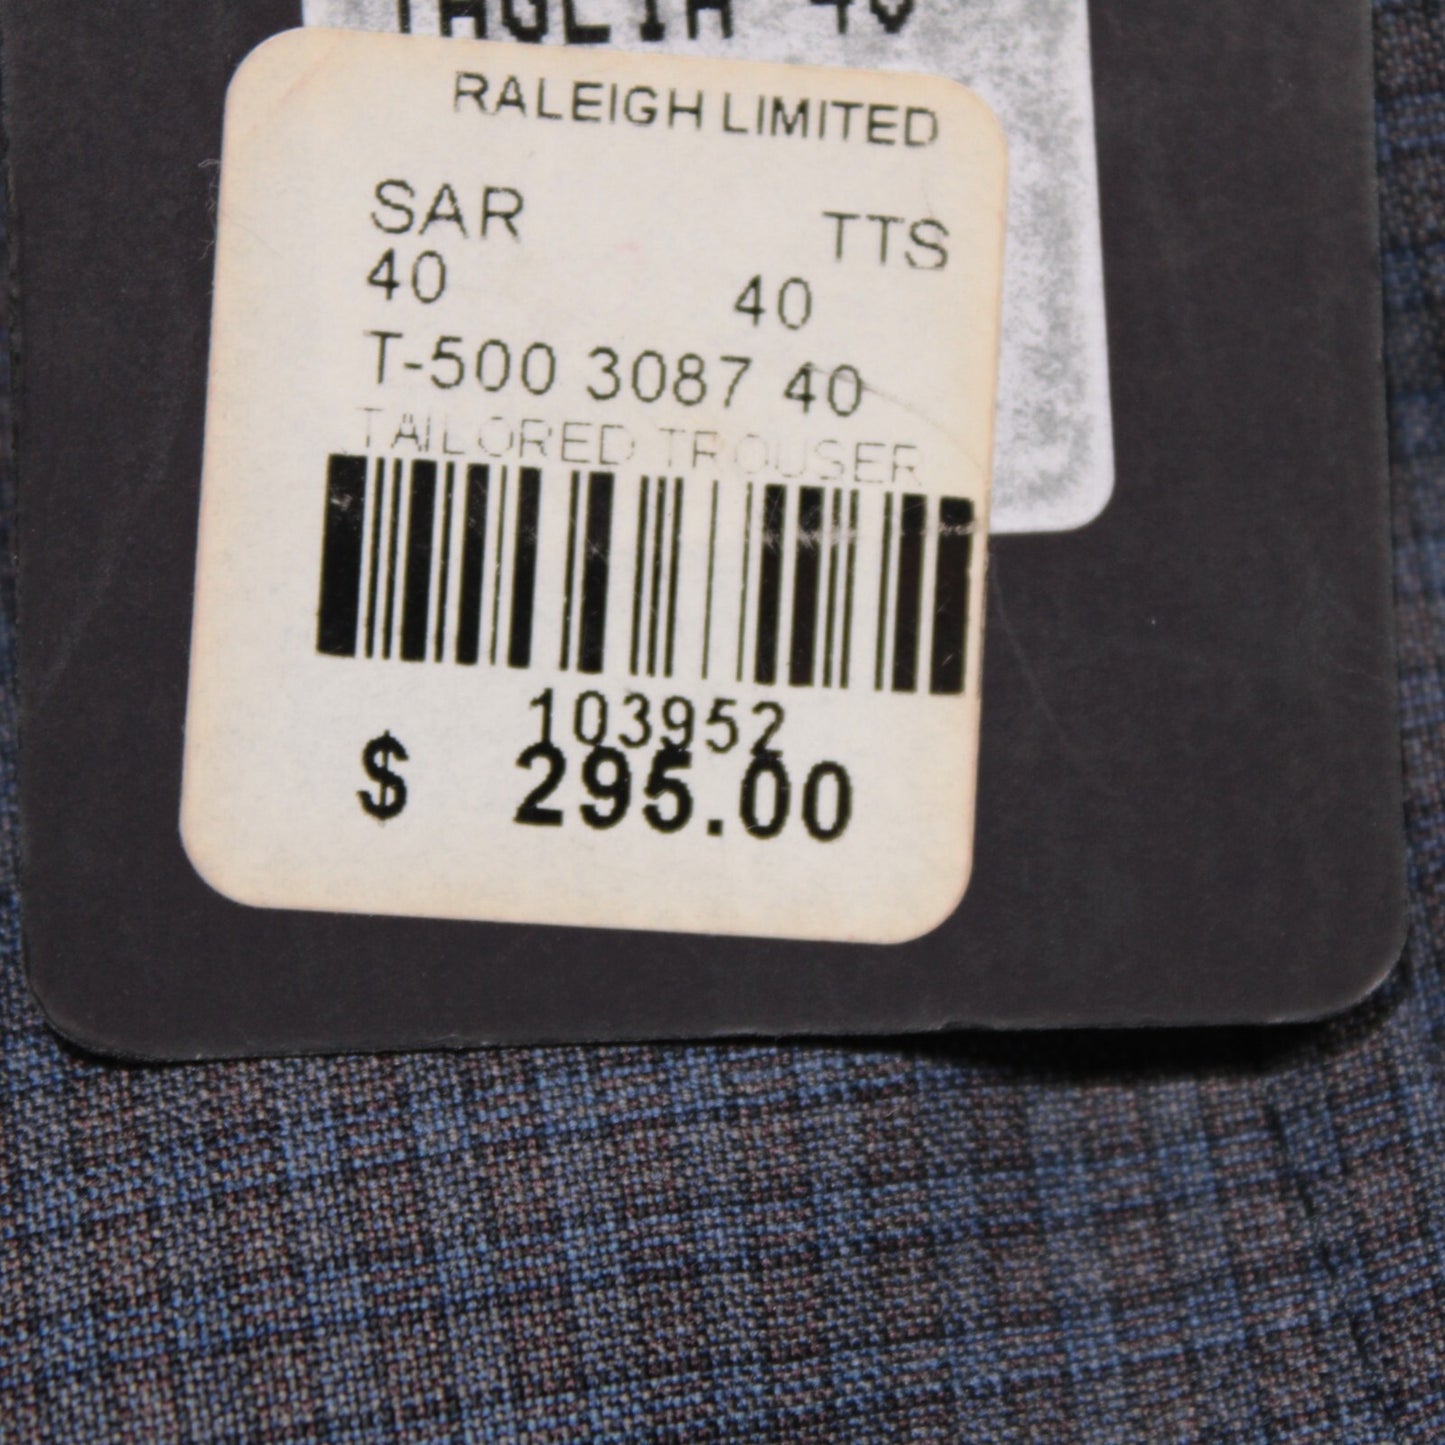 TAGLIA 40
RALEIGH LIMITED
SAR TTS
40 40
T-500 3087 40
TAILORED TROUSER
103952
$ 295.00